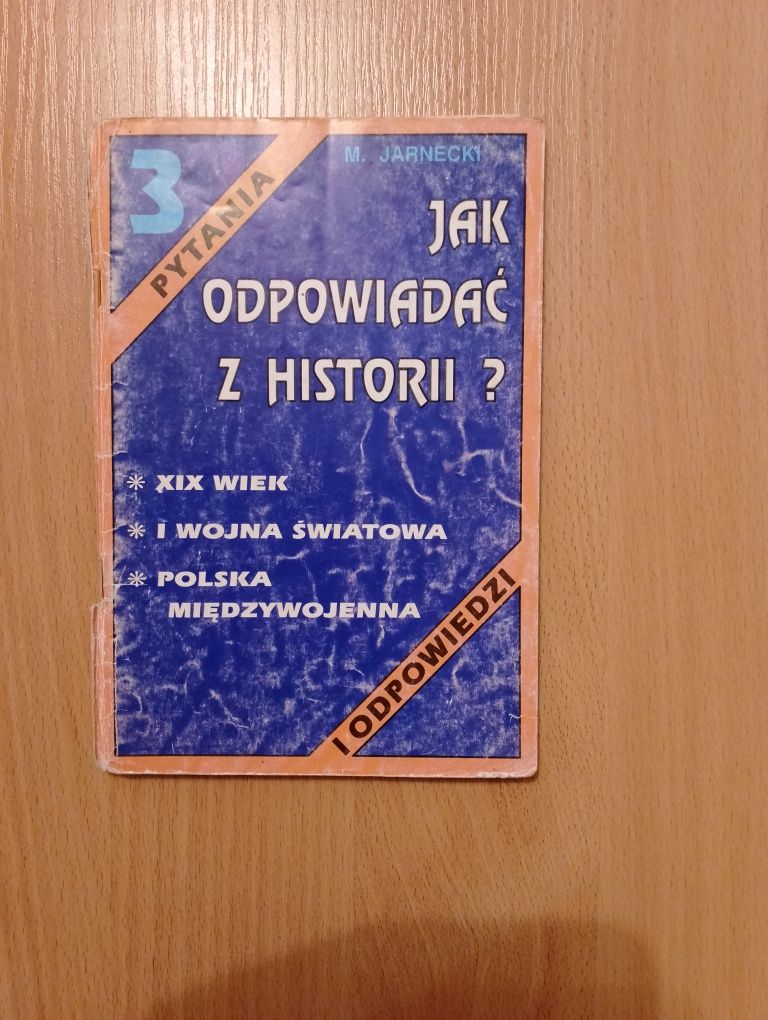 3
M. JARNECKI
PYTANIA
JAK
ODPOWIADAĆ
Z HISTORII ?
* XIX WIEK
* I WOJNA ŚWIATOWA
* POLSKA
MIĘDZYWOJENNA
I ODPOWIEDZI